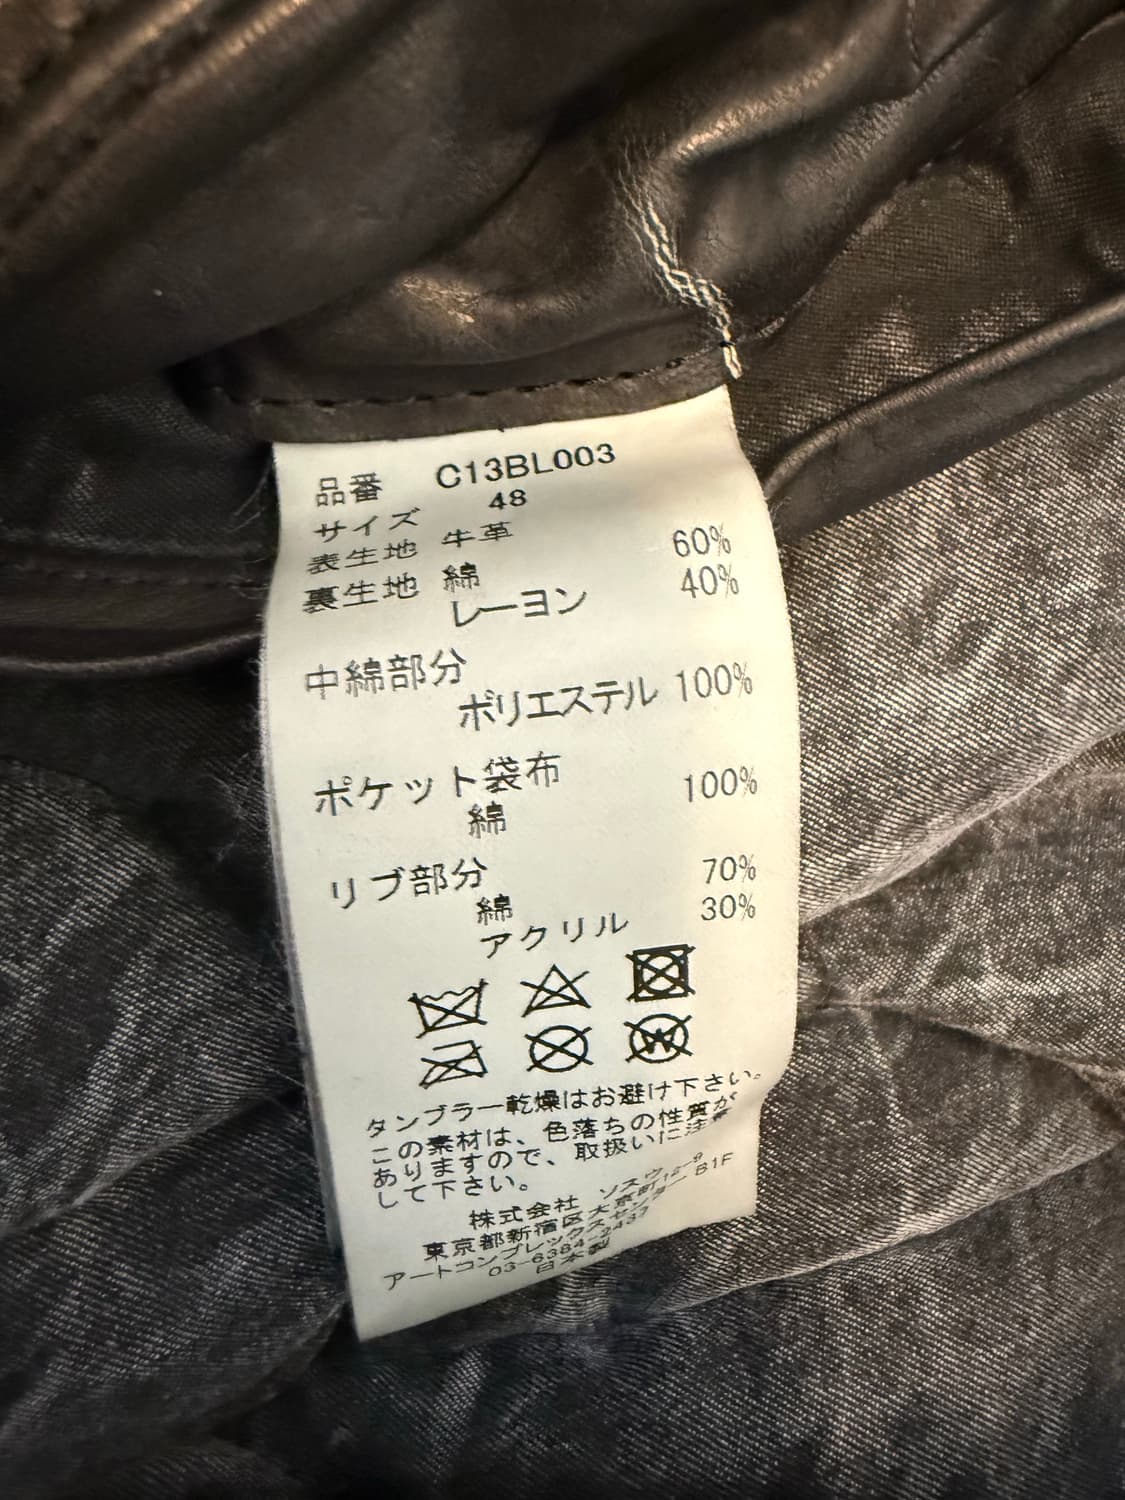 品番 C13BL003
サイズ 48
表生地 牛革
裏生地 綿 60%
レーヨン 40%
中綿部分
ポリエステル 100%
ポケット袋布
綿 100%
リブ部分
綿 70%
アクリル 30%
タンブラー乾燥はお避け下さい。
この素材は、色落ちの性質が
ありますので、取扱いに注意
して下さい。
株式会社 ソスウ
東京都新宿区大京町12-9
アートコンプレックスセンター B1F
03-6384-2437
日本製